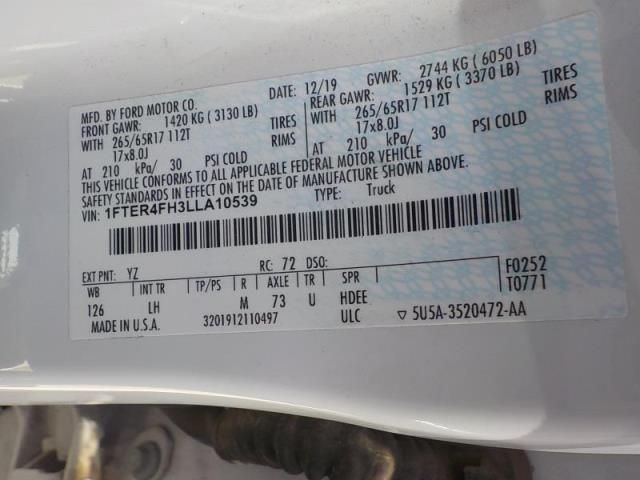 MFD. BY FORD MOTOR CO.
DATE: 12/19 GVWR: 2744 KG ( 6050 LB)
FRONT GAWR: 1420 KG ( 3130 LB) REAR GAWR: 1529 KG ( 3370 LB)
WITH 265/65R17 112T TIRES WITH 265/65R17 112T TIRES
17x8.0J RIMS 17x8.0J RIMS
AT 210 kPa/ 30 PSI COLD AT 210 kPa/ 30 PSI COLD
THIS VEHICLE CONFORMS TO ALL APPLICABLE FEDERAL MOTOR VEHICLE
SAFETY STANDARDS IN EFFECT ON THE DATE OF MANUFACTURE SHOWN ABOVE.
VIN: 1FTER4FH3LLA10539 TYPE: Truck
EXT PNT: YZ RC: 72 DSO: F0252
WB INT TR TP/PS R AXLE TR SPR T0771
126 LH M 73 U HDEE
MADE IN U.S.A. 3201912110497 ULC ▽ 5U5A-3520472-AA